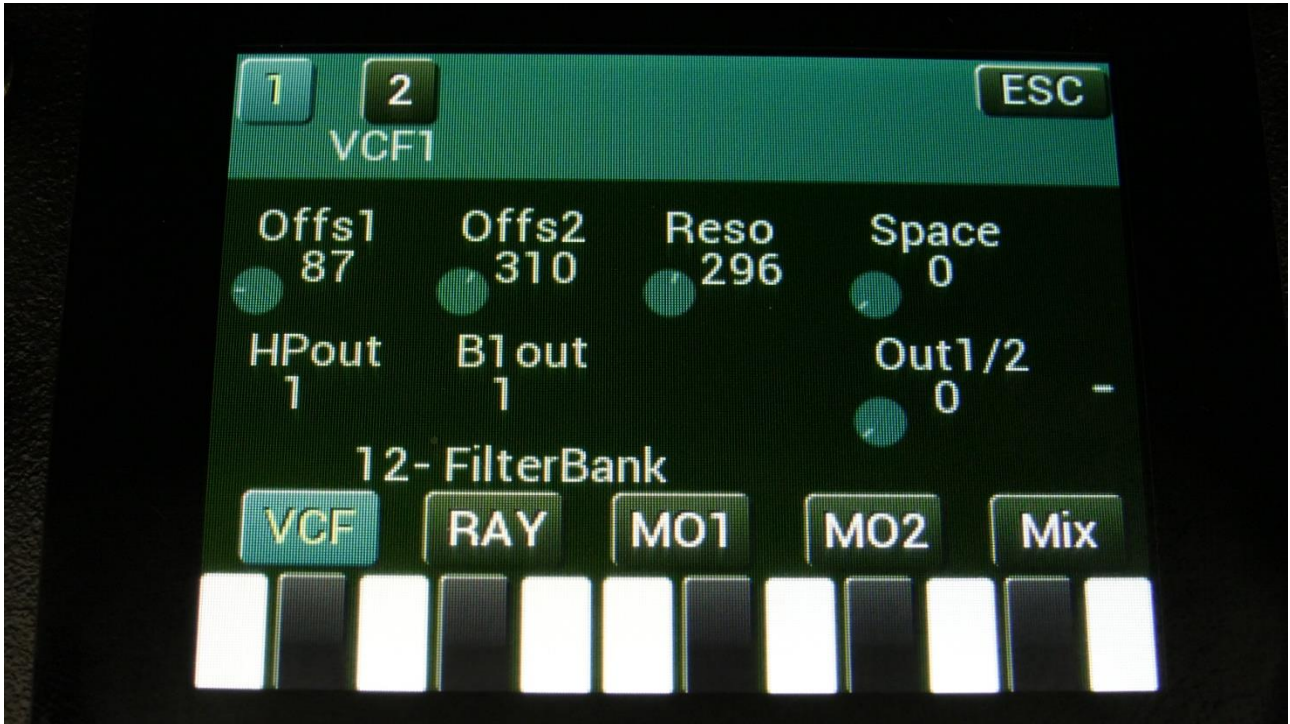 1 2 ESC
VCF1
Offs1 Offs2 Reso Space
87 310 296 0
HPout B1out Out1/2
1 1 0 -
12- FilterBank
VCF RAY MO1 MO2 Mix